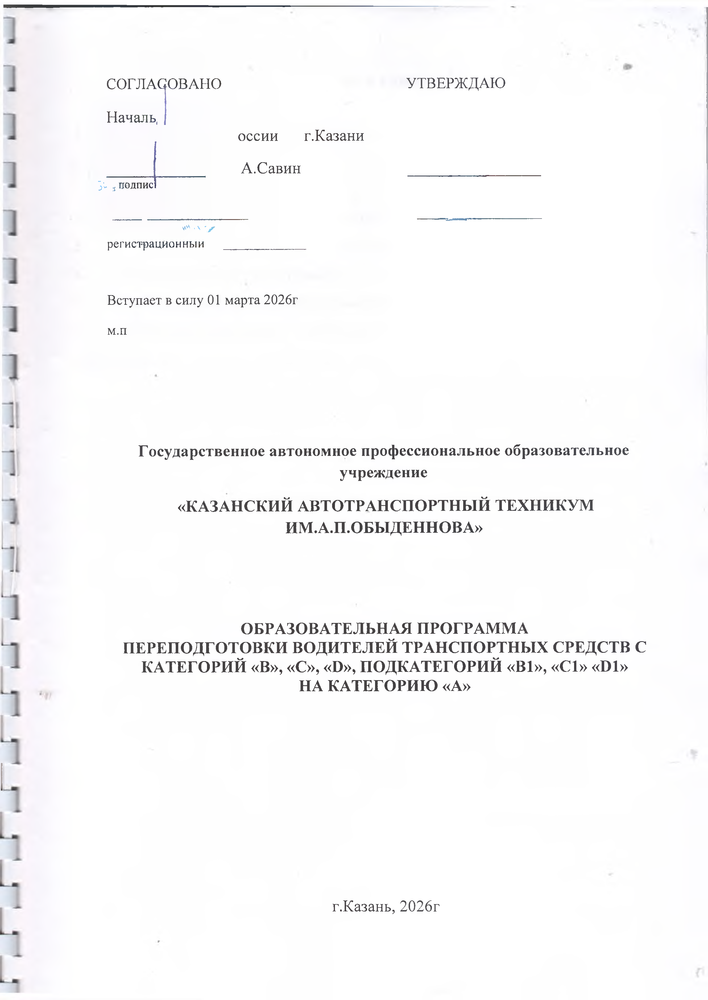 СОГЛАСОВАНО
УТВЕРЖДАЮ
Началь
оссии г.Казани
А.Савин
подпис
регистрационный
Вступает в силу 01 марта 2026г
м.п
Государственное автономное профессиональное образовательное
учреждение
«КАЗАНСКИЙ АВТОТРАНСПОРТНЫЙ ТЕХНИКУМ
ИМ.А.П.ОБЫДЕННОВА»
ОБРАЗОВАТЕЛЬНАЯ ПРОГРАММА
ПЕРЕПОДГОТОВКИ ВОДИТЕЛЕЙ ТРАНСПОРТНЫХ СРЕДСТВ С
КАТЕГОРИЙ «B», «C», «D», ПОДКАТЕГОРИЙ «B1», «C1» «D1»
НА КАТЕГОРИЮ «A»
г.Казань, 2026г